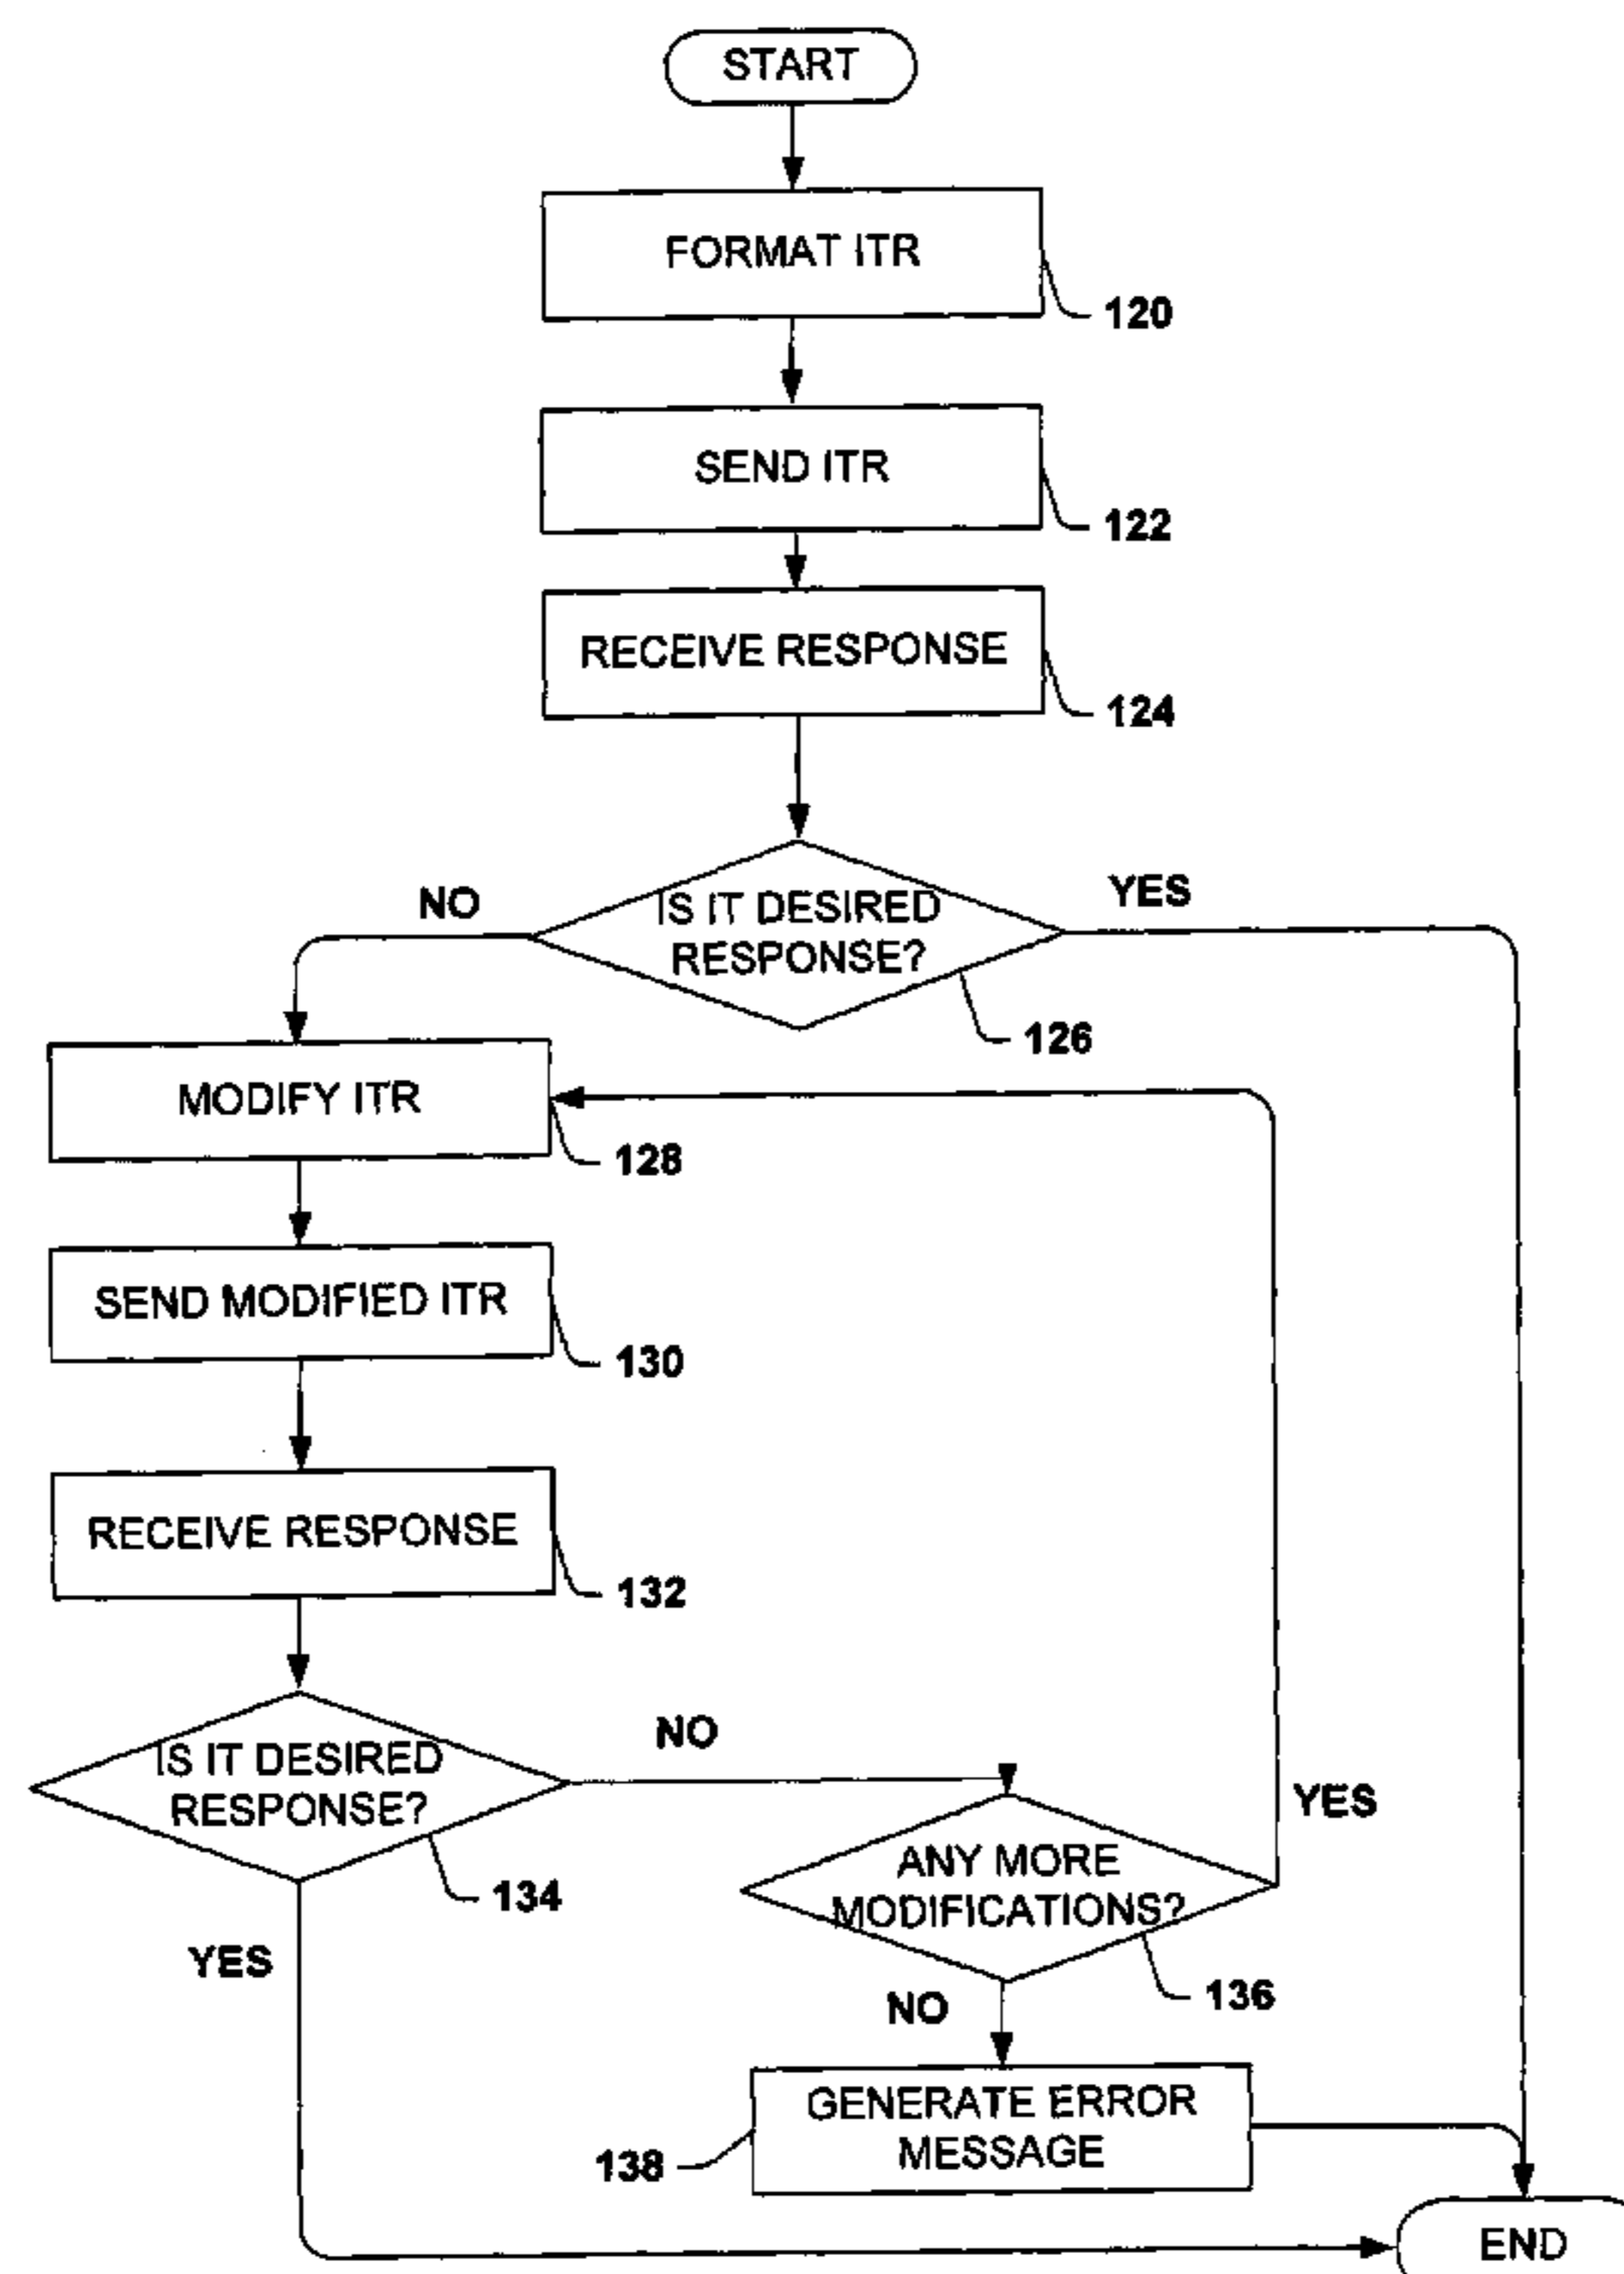 START
FORMAT ITR
120
SEND ITR
122
RECEIVE RESPONSE
124
NO
IS IT DESIRED
RESPONSE?
YES
126
MODIFY ITR
128
SEND MODIFIED ITR
130
RECEIVE RESPONSE
132
IS IT DESIRED
RESPONSE?
NO
134
YES
ANY MORE
MODIFICATIONS?
YES
136
NO
GENERATE ERROR
MESSAGE
138
END